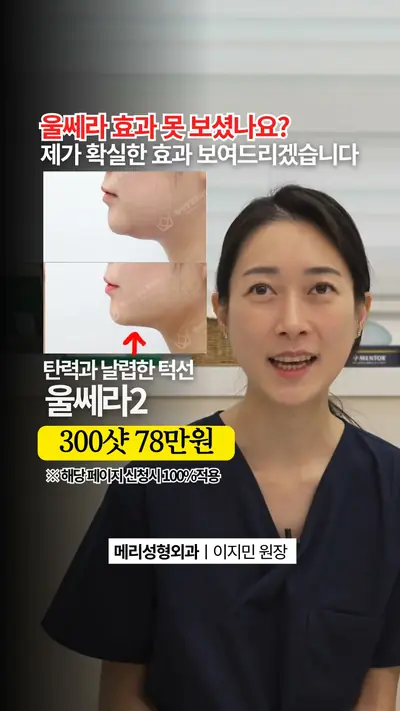 울쎄라 효과 못 보셨나요?
제가 확실한 효과 보여드리겠습니다
탄력과 날렵한 턱선
울쎄라2
300샷 78만원
※ 해당 페이지 신청시 100%적용
메리성형외과 | 이지민 원장
MENTOR